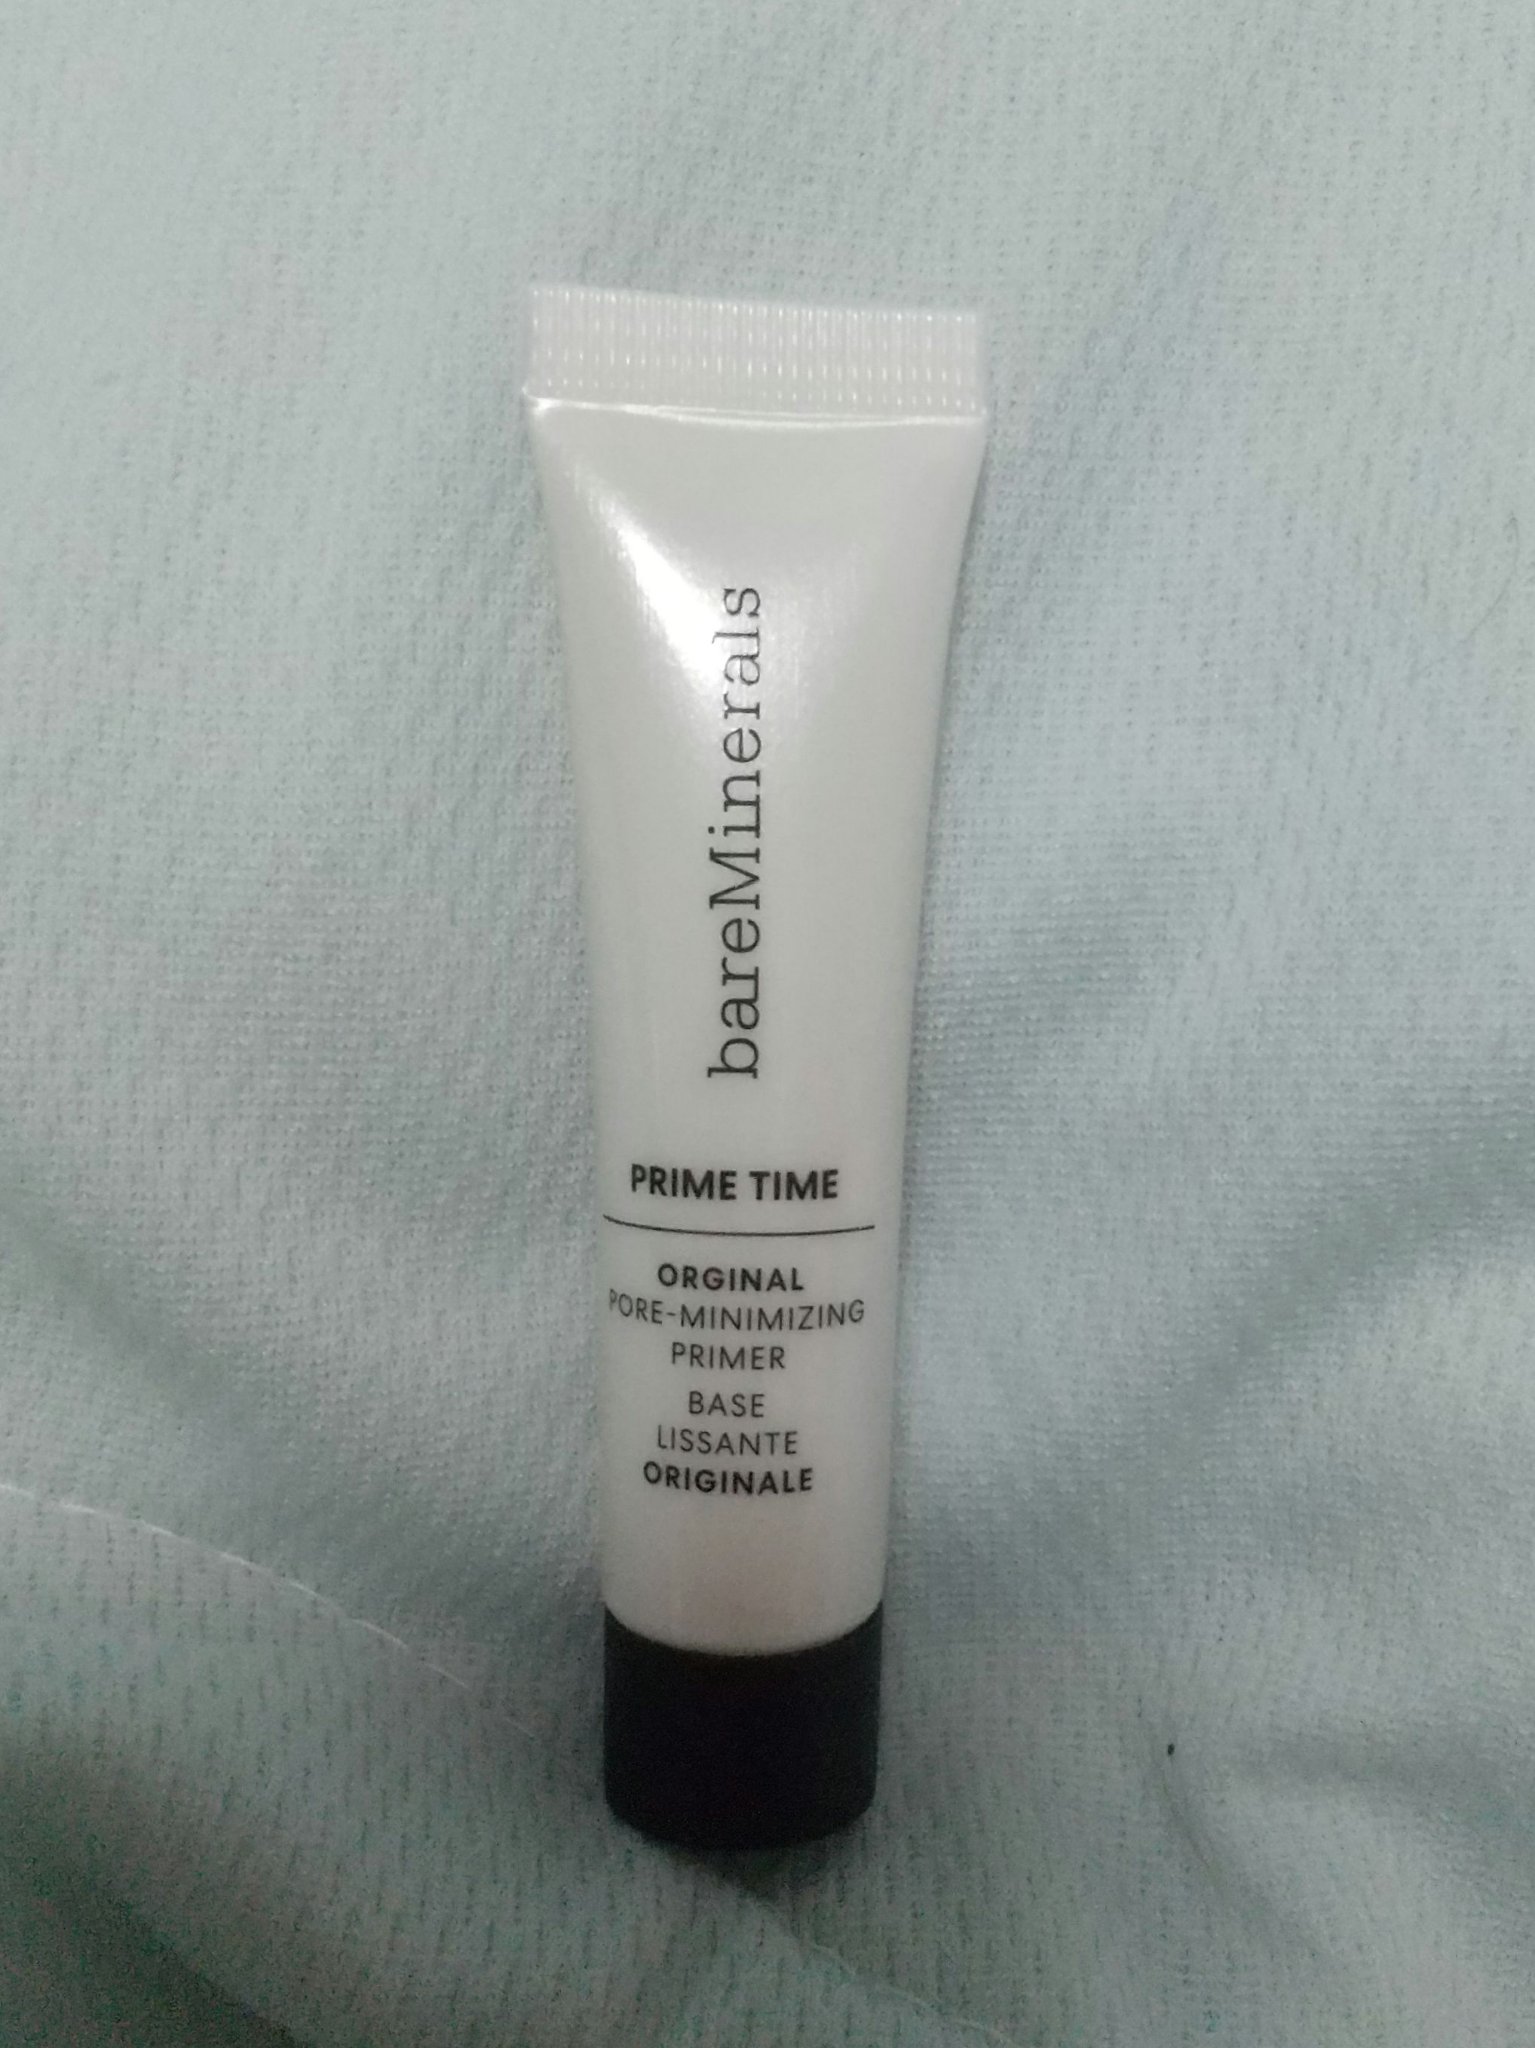 bareMinerals
PRIME TIME
ORGINAL
PORE-MINIMIZING
PRIMER
BASE
LISSANTE
ORIGINALE